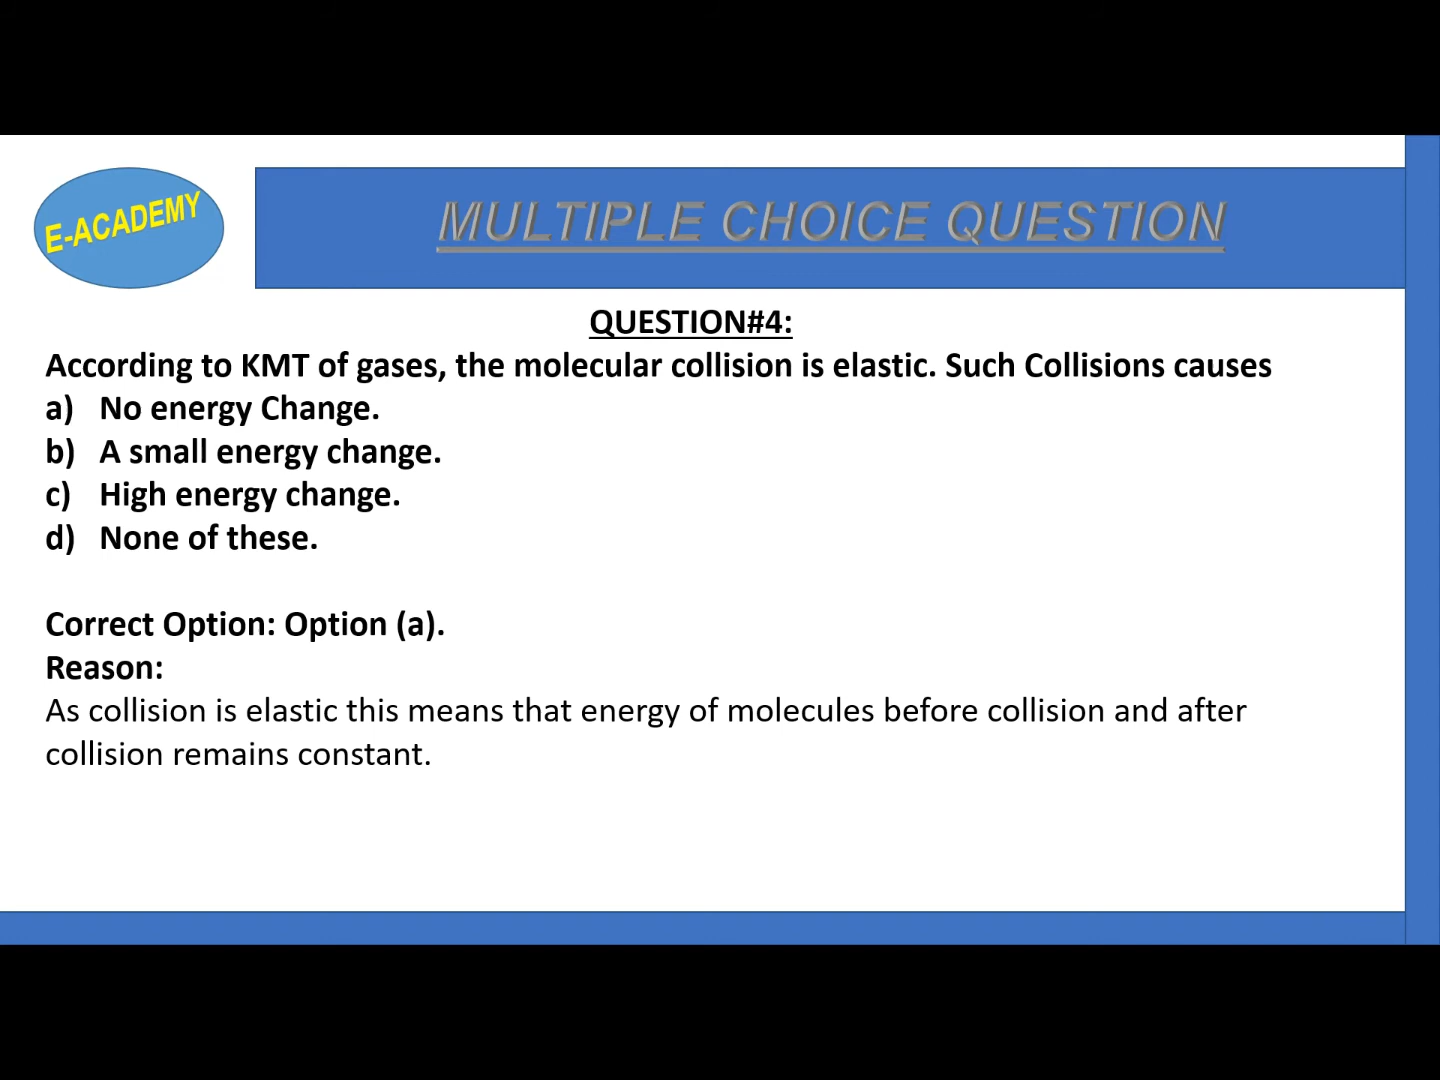 E-ACADEMY
MULTIPLE CHOICE QUESTION
QUESTION#4:
According to KMT of gases, the molecular collision is elastic. Such Collisions causes
a) No energy Change.
b) A small energy change.
c) High energy change.
d) None of these.
Correct Option: Option (a).
Reason:
As collision is elastic this means that energy of molecules before collision and after
collision remains constant.